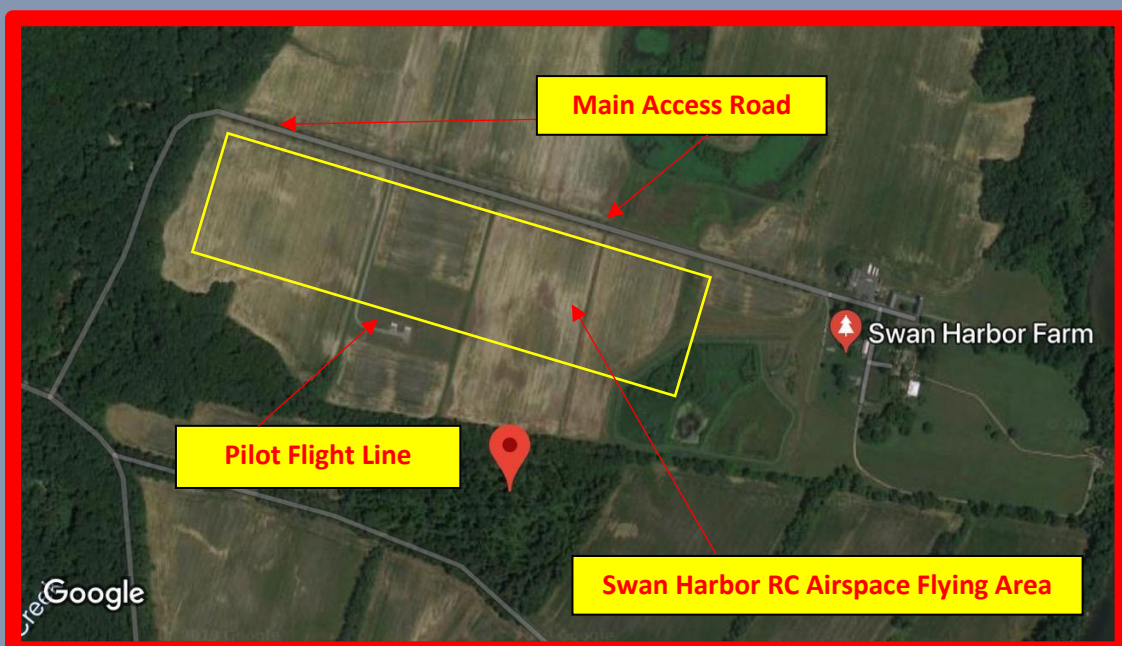 Main Access Road
Swan Harbor Farm
Pilot Flight Line
Swan Harbor RC Airspace Flying Area
Google